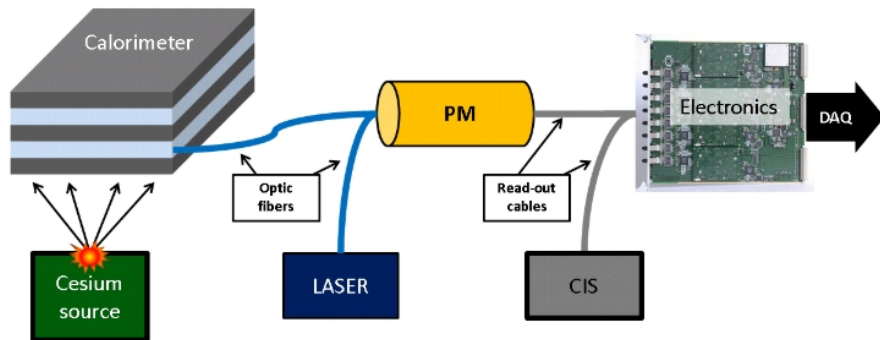 Calorimeter
PM
Electronics
DAQ
Optic
fibers
Read-out
cables
Cesium
source
LASER
CIS